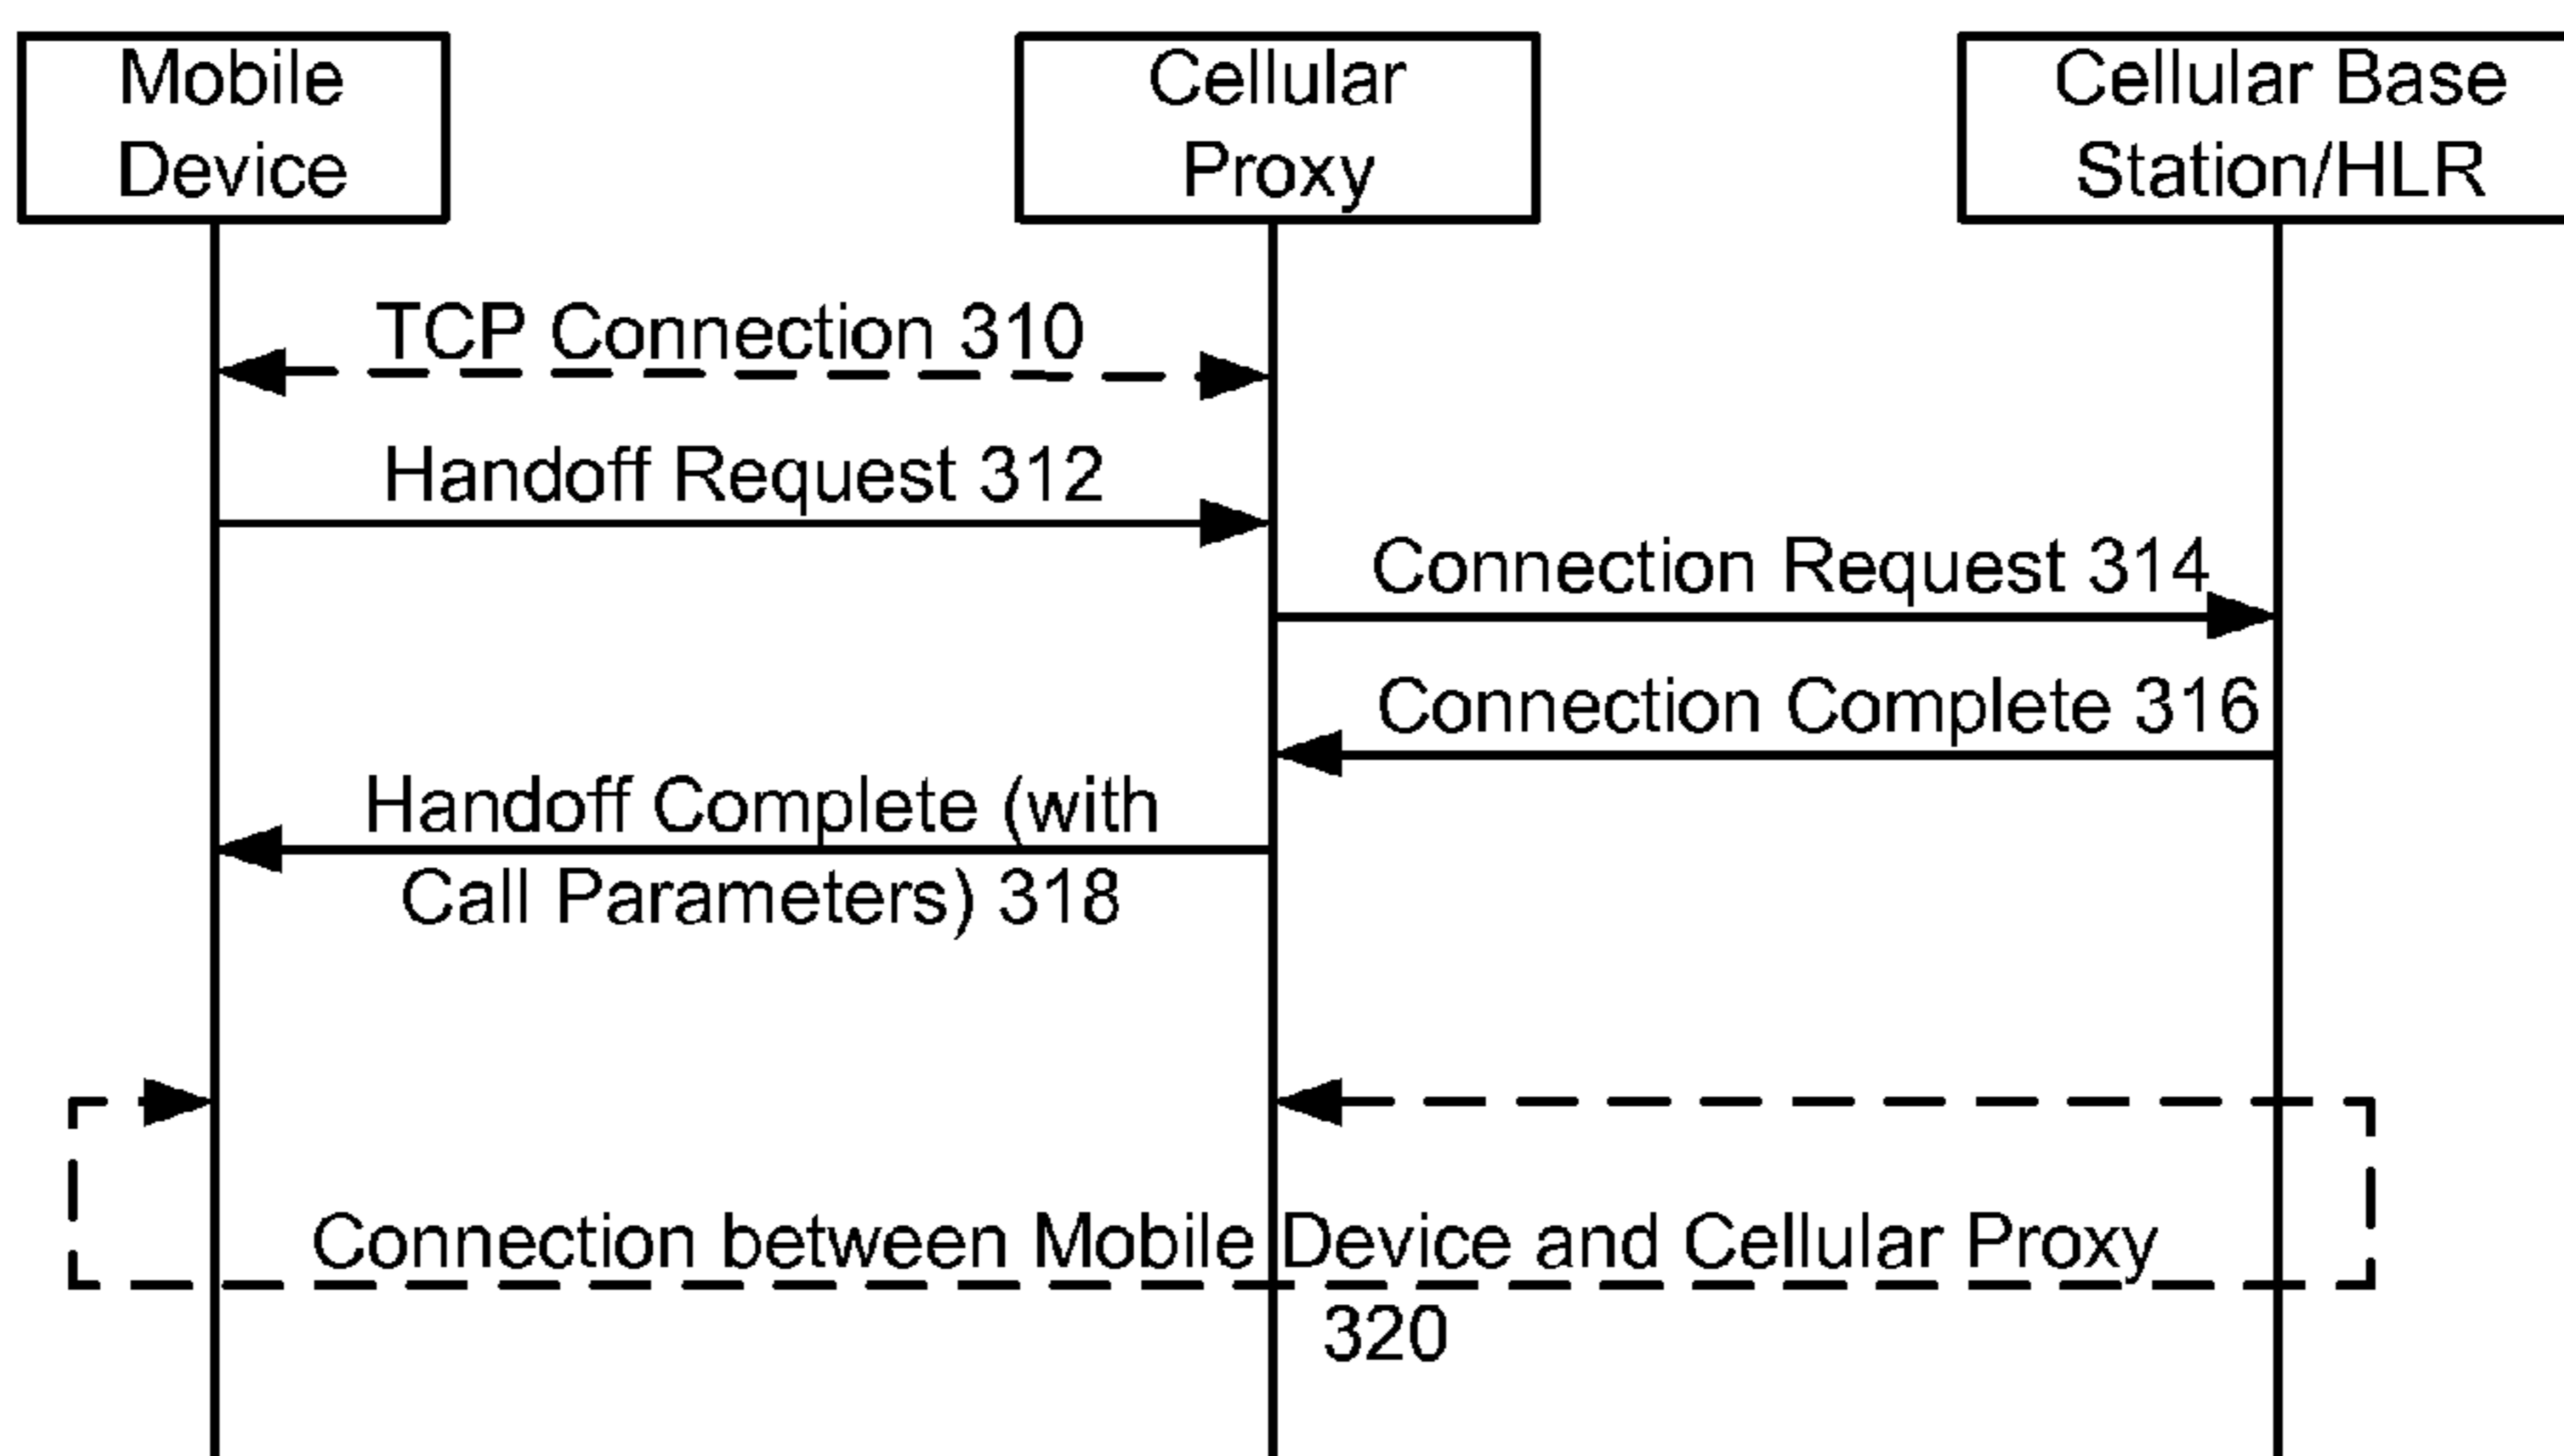 Mobile
Device
Cellular
Proxy
Cellular Base
Station/HLR
TCP Connection 310
Handoff Request 312
Connection Request 314
Connection Complete 316
Handoff Complete (with
Call Parameters) 318
Connection between Mobile Device and Cellular Proxy
320